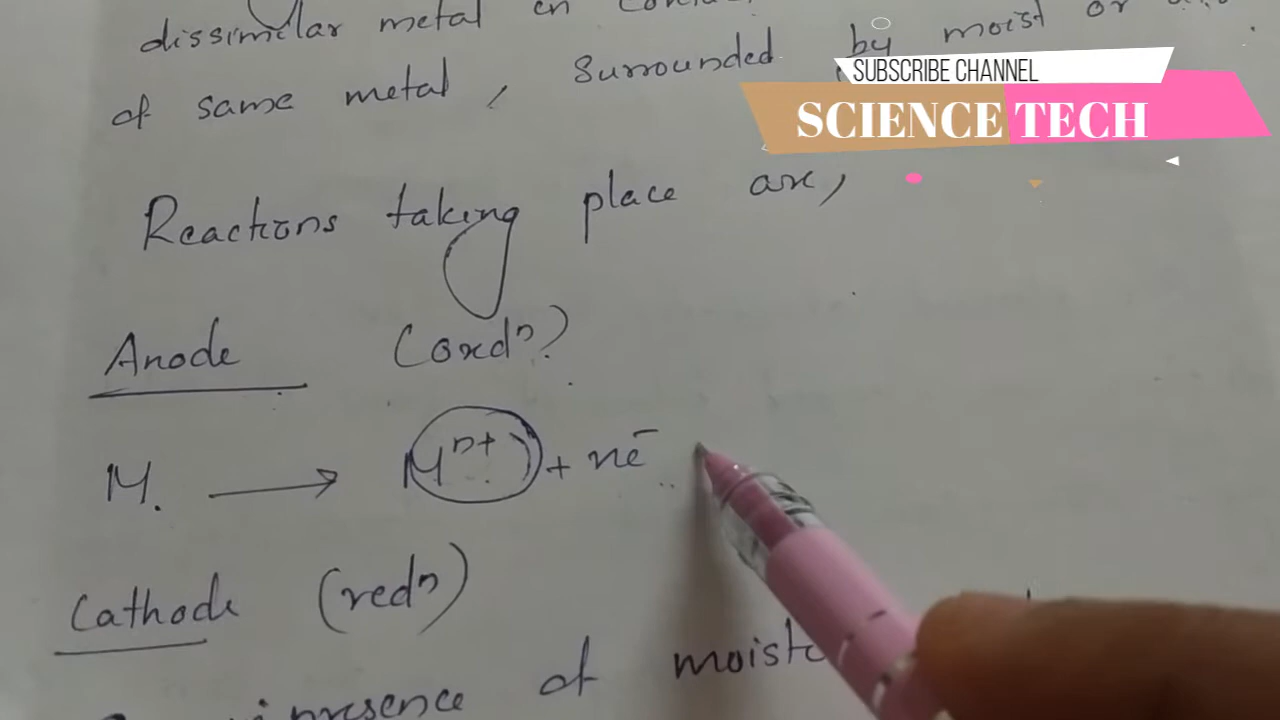 dissimilar metal in
of same metal, surrounded by moist or
SUBSCRIBE CHANNEL
SCIENCE TECH
Reactions taking place are,
Anode (oxdn)
M. → Mn+ + ne-
Cathode (redn)
presence of